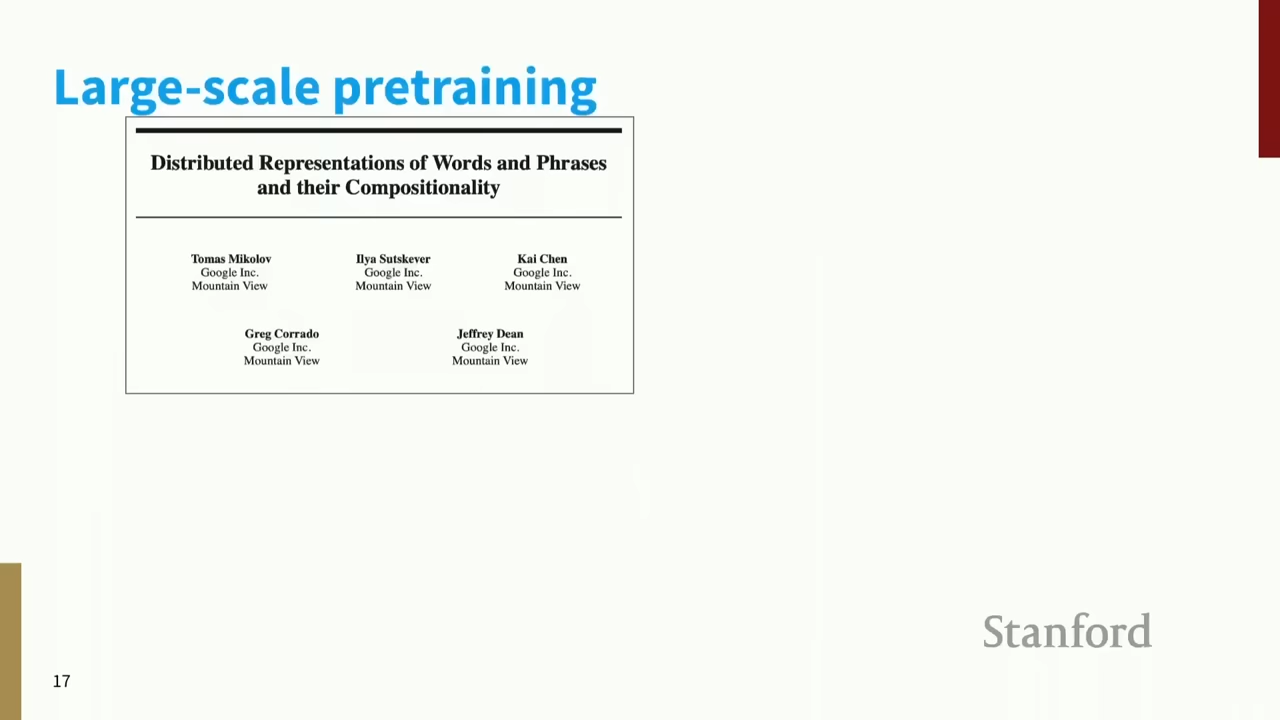 Large-scale pretraining
Distributed Representations of Words and Phrases
and their Compositionality
Tomas Mikolov
Google Inc.
Mountain View
Ilya Sutskever
Google Inc.
Mountain View
Kai Chen
Google Inc.
Mountain View
Greg Corrado
Google Inc.
Mountain View
Jeffrey Dean
Google Inc.
Mountain View
Stanford
17